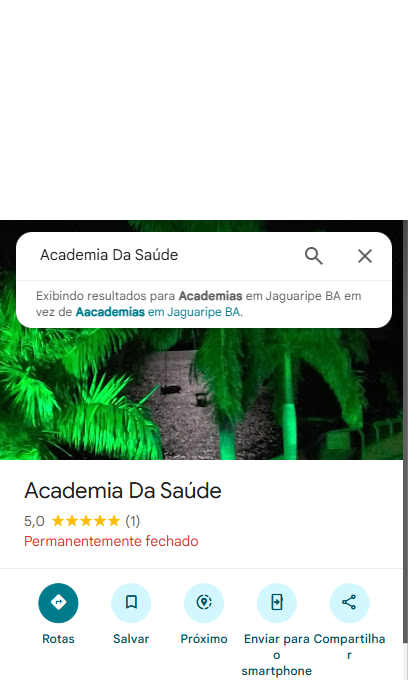 Academia Da Saúde
Exibindo resultados para Academias em Jaguaripe BA em
vez de Aacademias em Jaguaripe BA.
Academia Da Saúde
5,0 (1)
Permanentemente fechado
Rotas
Salvar
Próximo
Enviar para
o
smartphone
Compartilha
r